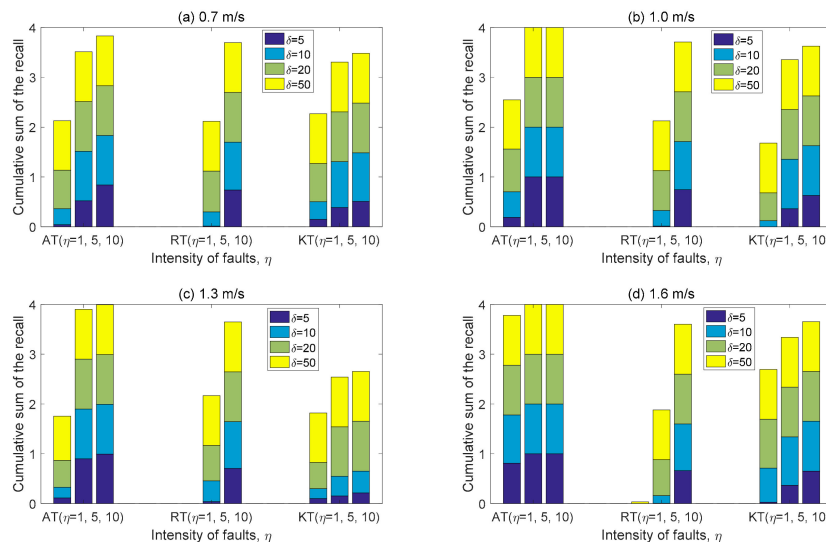 (a) 0.7 m/s
Cumulative sum of the recall
4
3
2
1
0
δ=5
δ=10
δ=20
δ=50
AT(η=1, 5, 10) RT(η=1, 5, 10) KT(η=1, 5, 10)
Intensity of faults, η
(b) 1.0 m/s
Cumulative sum of the recall
4
3
2
1
0
δ=5
δ=10
δ=20
δ=50
AT(η=1, 5, 10) RT(η=1, 5, 10) KT(η=1, 5, 10)
Intensity of faults, η
(c) 1.3 m/s
Cumulative sum of the recall
4
3
2
1
0
δ=5
δ=10
δ=20
δ=50
AT(η=1, 5, 10) RT(η=1, 5, 10) KT(η=1, 5, 10)
Intensity of faults, η
(d) 1.6 m/s
Cumulative sum of the recall
4
3
2
1
0
δ=5
δ=10
δ=20
δ=50
AT(η=1, 5, 10) RT(η=1, 5, 10) KT(η=1, 5, 10)
Intensity of faults, η